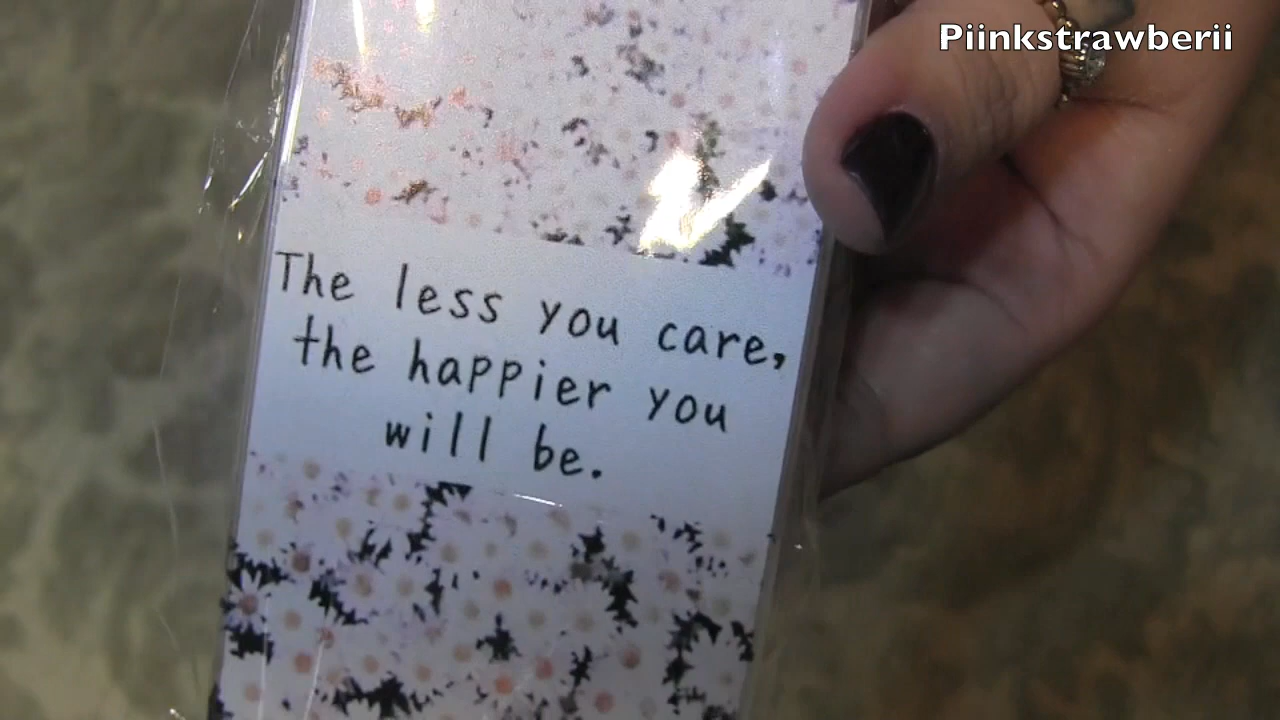 Piinkstrawberii
The less you care,
the happier you
will be.